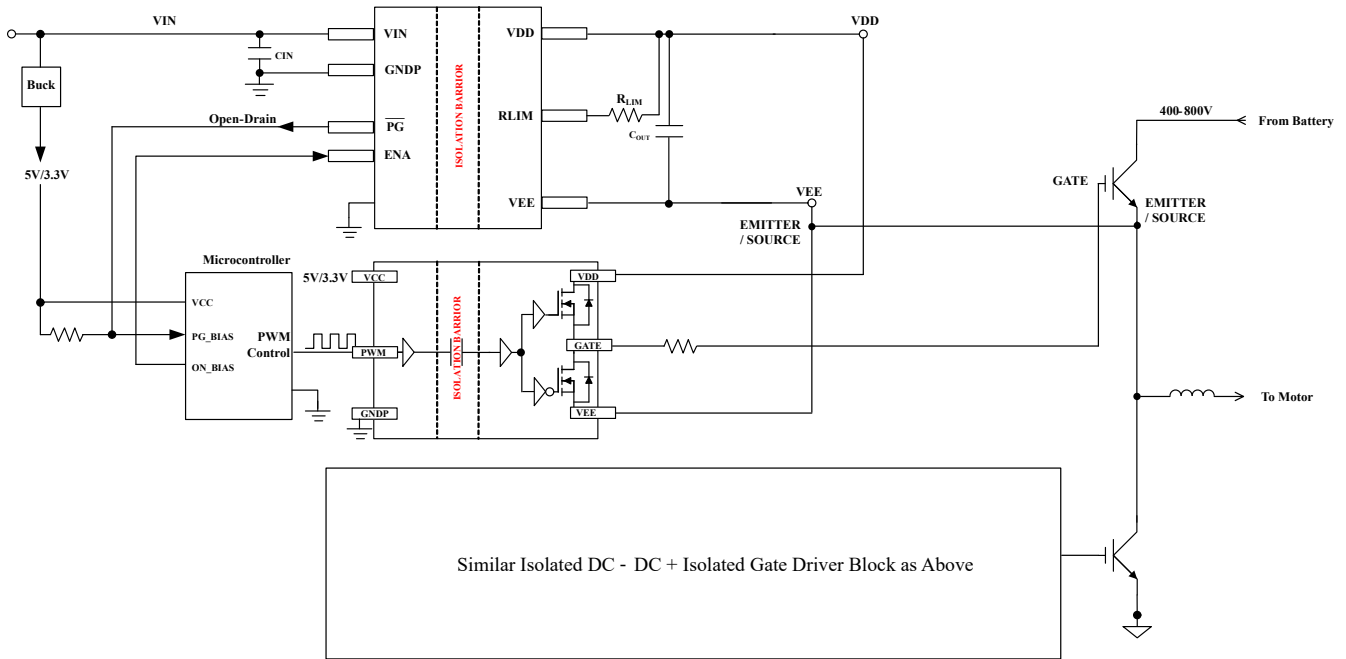 VIN
VDD
VIN
VDD
CIN
GNDP
Buck
ISOLATION BARRIOR
RLIM
RLIM
COUT
400-800V
From Battery
Open-Drain
PG
ENA
5V/3.3V
GATE
VEE
VEE
EMITTER
/ SOURCE
EMITTER
/ SOURCE
Microcontroller
5V/3.3V
VCC
VDD
VCC
PG_BIAS
PWM
Control
ON_BIAS
PWM
ISOLATION BARRIOR
GATE
GNDP
VEE
To Motor
Similar Isolated DC - DC + Isolated Gate Driver Block as Above